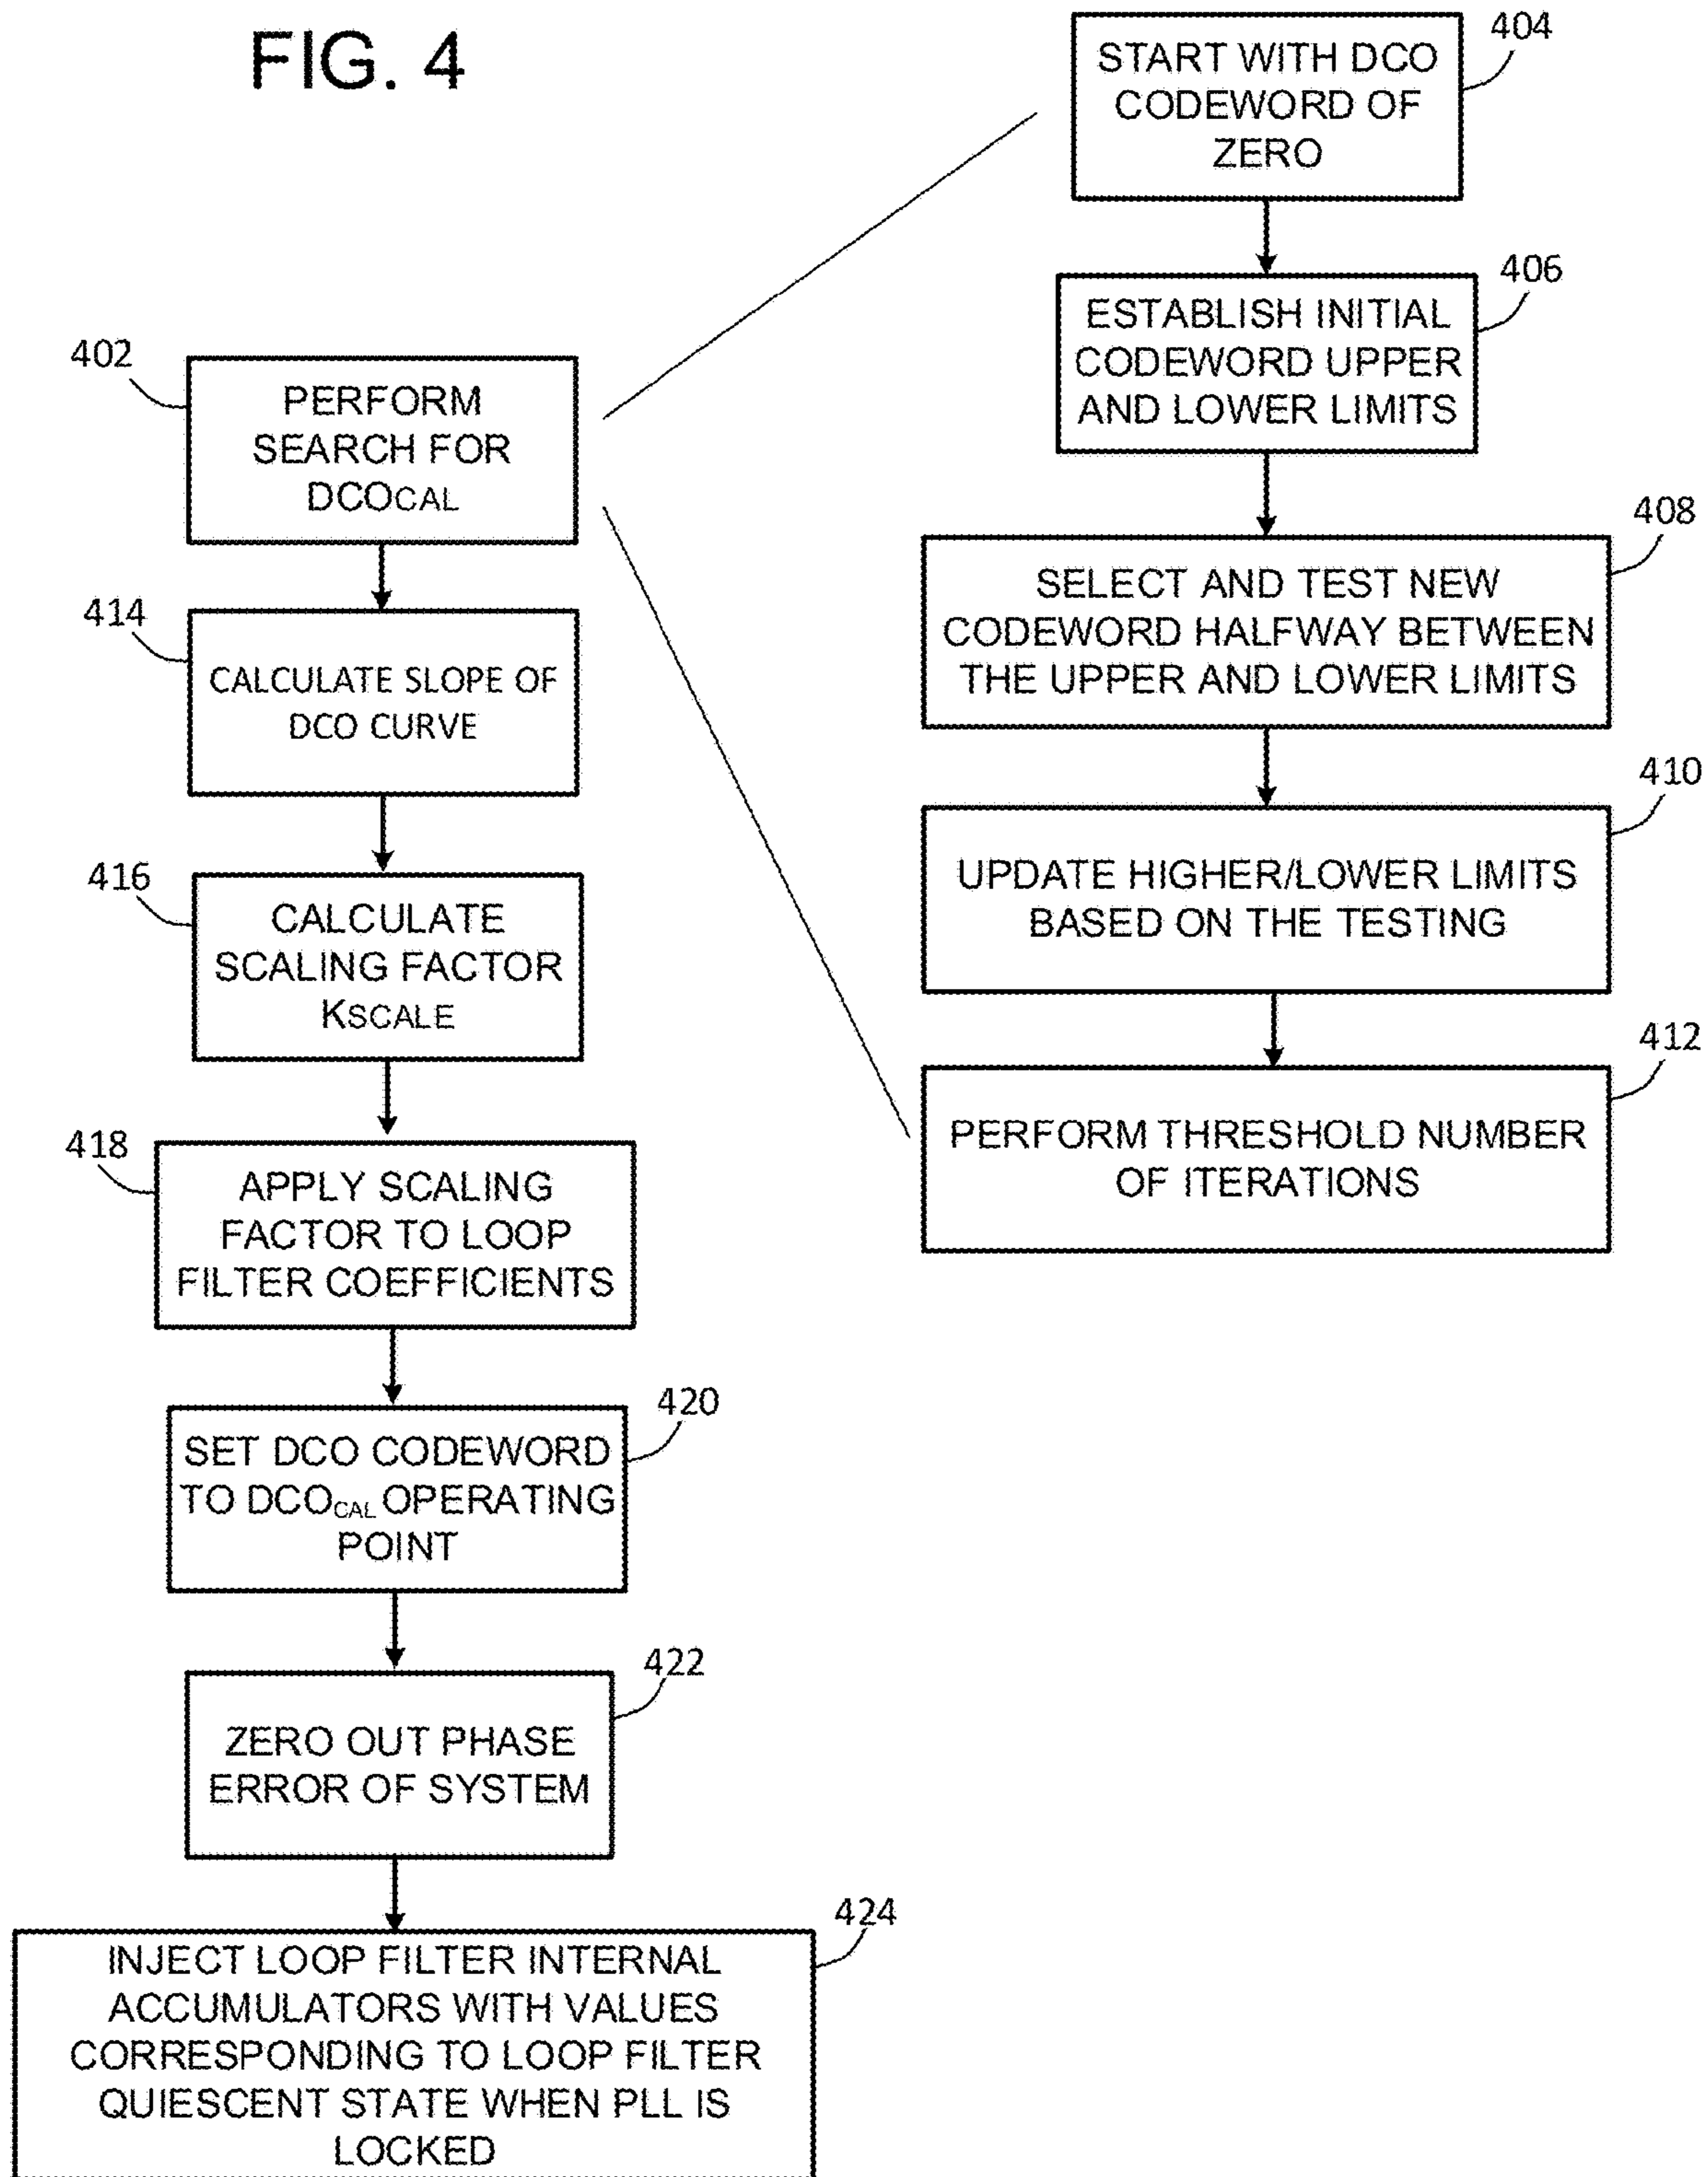 FIG. 4
402
PERFORM
SEARCH FOR
DCOCAL
414
CALCULATE SLOPE OF
DCO CURVE
416
CALCULATE
SCALING FACTOR
KSCALE
418
APPLY SCALING
FACTOR TO LOOP
FILTER COEFFICIENTS
420
SET DCO CODEWORD
TO DCOCAL OPERATING
POINT
422
ZERO OUT PHASE
ERROR OF SYSTEM
424
INJECT LOOP FILTER INTERNAL
ACCUMULATORS WITH VALUES
CORRESPONDING TO LOOP FILTER
QUIESCENT STATE WHEN PLL IS
LOCKED
404
START WITH DCO
CODEWORD OF
ZERO
406
ESTABLISH INITIAL
CODEWORD UPPER
AND LOWER LIMITS
408
SELECT AND TEST NEW
CODEWORD HALFWAY BETWEEN
THE UPPER AND LOWER LIMITS
410
UPDATE HIGHER/LOWER LIMITS
BASED ON THE TESTING
412
PERFORM THRESHOLD NUMBER
OF ITERATIONS